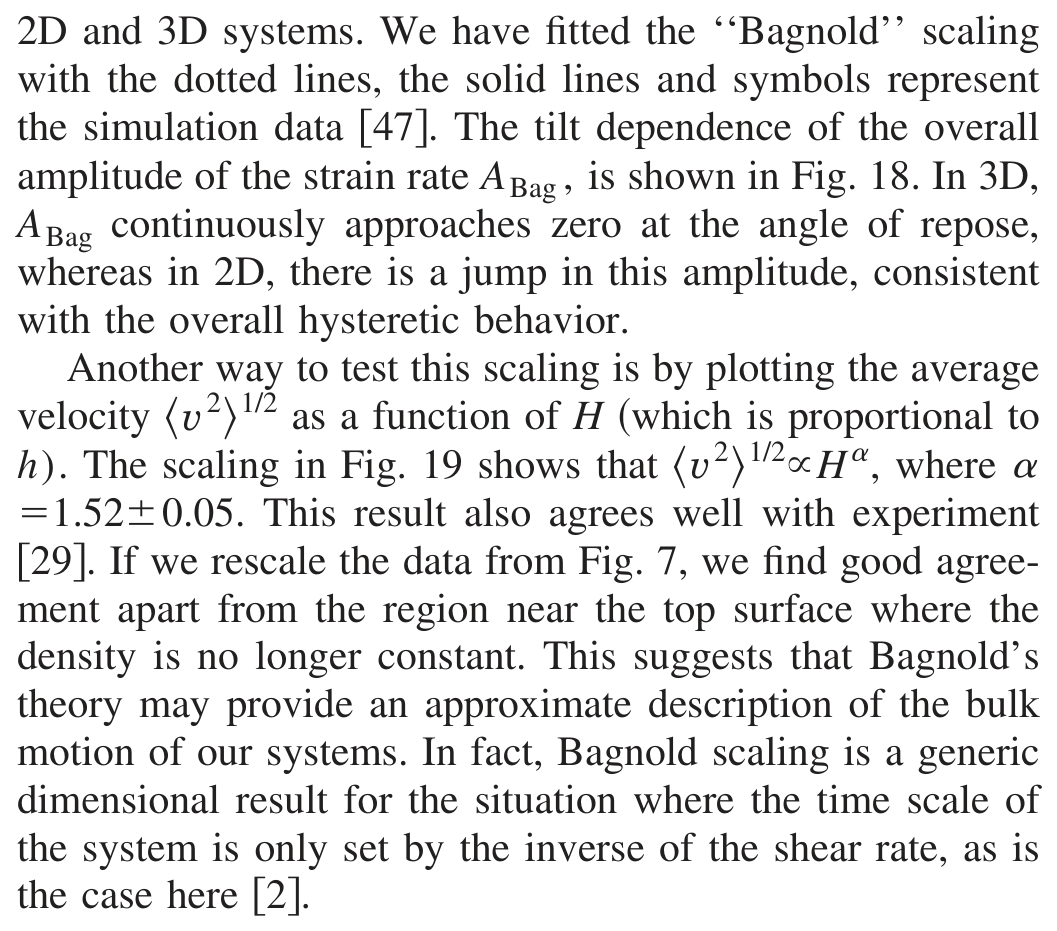 2D and 3D systems. We have fitted the ‘‘Bagnold’’ scaling
with the dotted lines, the solid lines and symbols represent
the simulation data [47]. The tilt dependence of the overall
amplitude of the strain rate A_Bag, is shown in Fig. 18. In 3D,
A_Bag continuously approaches zero at the angle of repose,
whereas in 2D, there is a jump in this amplitude, consistent
with the overall hysteretic behavior.
Another way to test this scaling is by plotting the average
velocity ⟨v²⟩^1/2 as a function of H (which is proportional to
h). The scaling in Fig. 19 shows that ⟨v²⟩^1/2∝H^α, where α
=1.52±0.05. This result also agrees well with experiment
[29]. If we rescale the data from Fig. 7, we find good agree-
ment apart from the region near the top surface where the
density is no longer constant. This suggests that Bagnold’s
theory may provide an approximate description of the bulk
motion of our systems. In fact, Bagnold scaling is a generic
dimensional result for the situation where the time scale of
the system is only set by the inverse of the shear rate, as is
the case here [2].